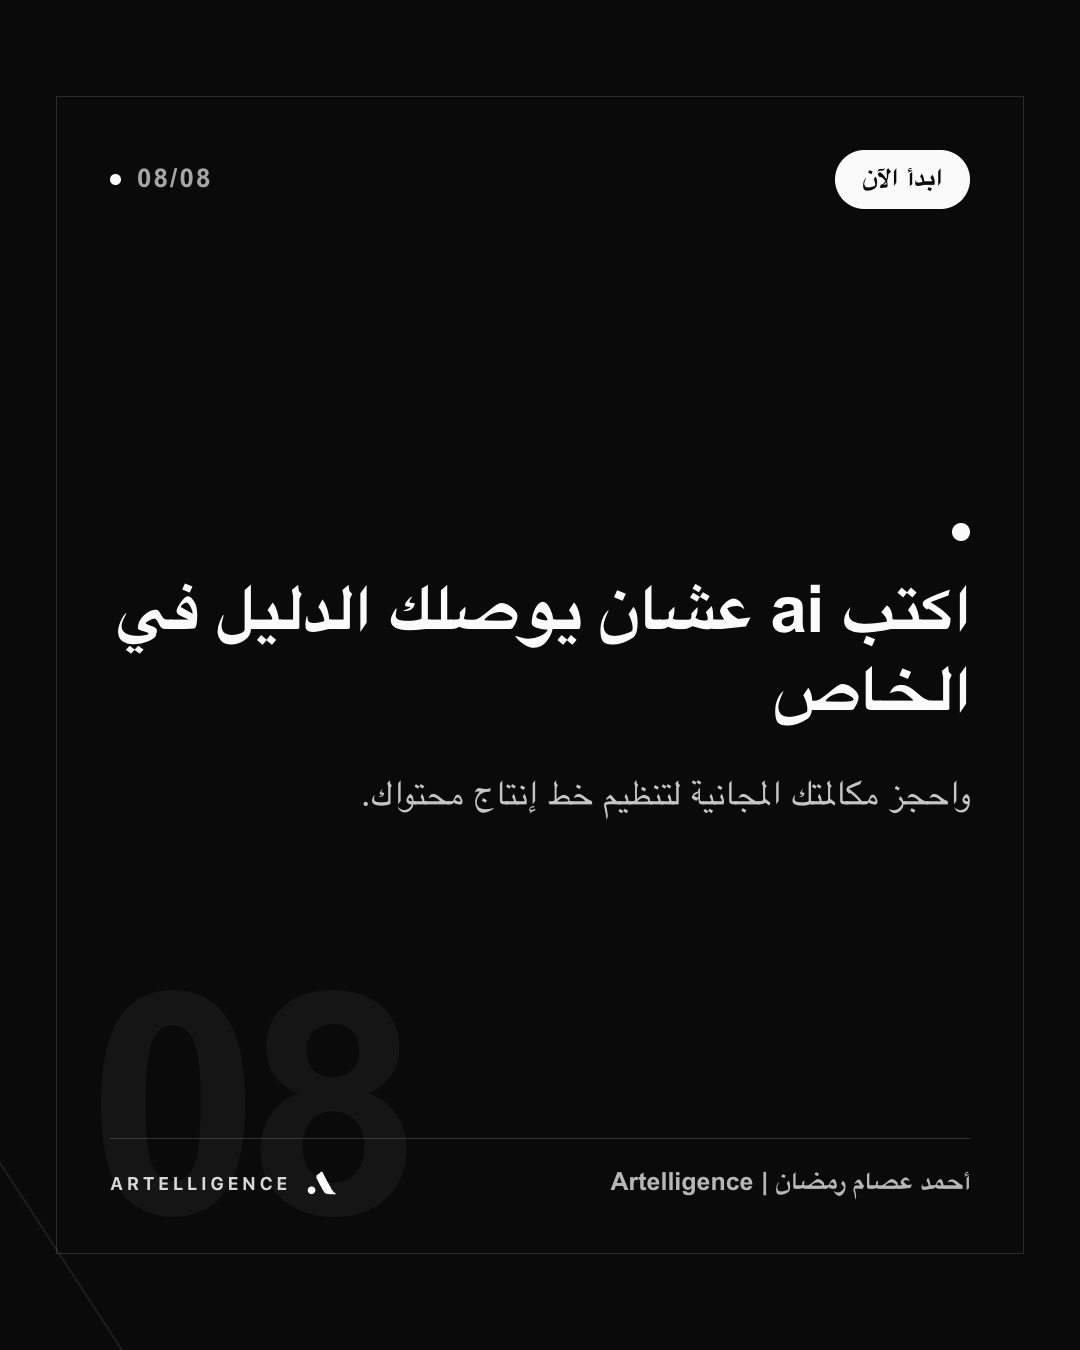 ابدأ الآن
08/08
اكتب ai عشان يوصلك الدليل في
الخاص
واحجز مكالمتك المجانية لتنظيم خط إنتاج محتواك.
08
أحمد عصام رمضان | Artelligence
ARTELLIGENCE